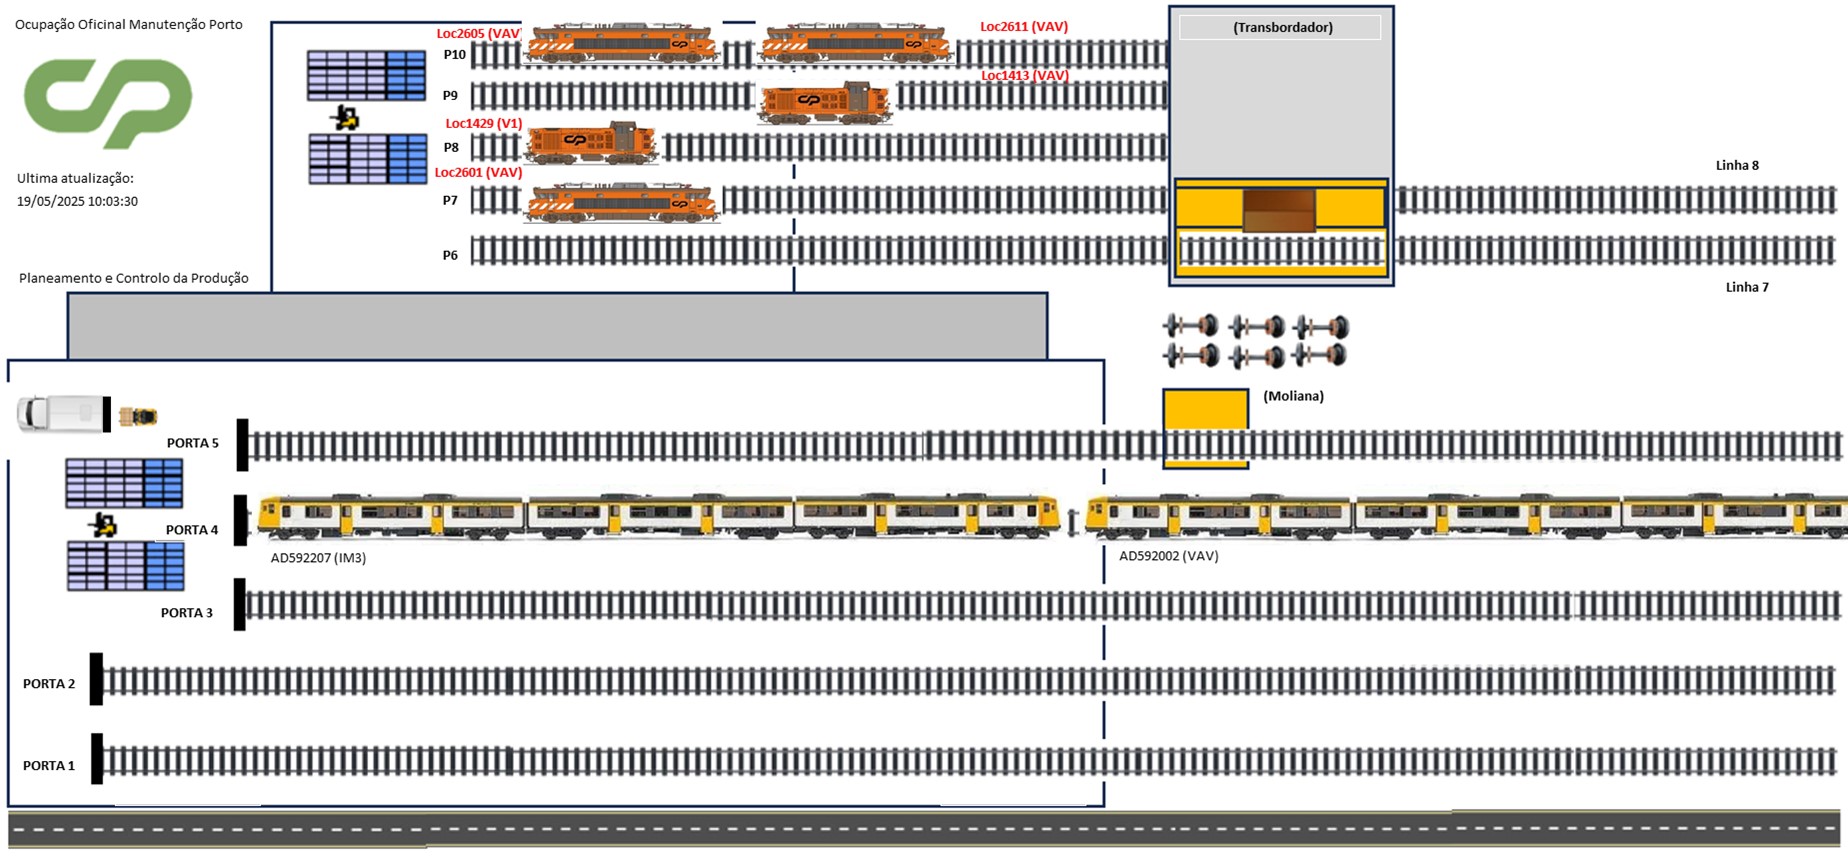 Ocupação Oficinal Manutenção Porto
Loc2605 (VAV)
Loc2611 (VAV)
(Transbordador)
P10
Loc1413 (VAV)
P9
Loc1429 (V1)
P8
Ultima atualização:
19/05/2025 10:03:30
Loc2601 (VAV)
P7
Linha 8
P6
Planeamento e Controlo da Produção
Linha 7
(Moliana)
PORTA 5
PORTA 4
AD592207 (IM3)
AD592002 (VAV)
PORTA 3
PORTA 2
PORTA 1